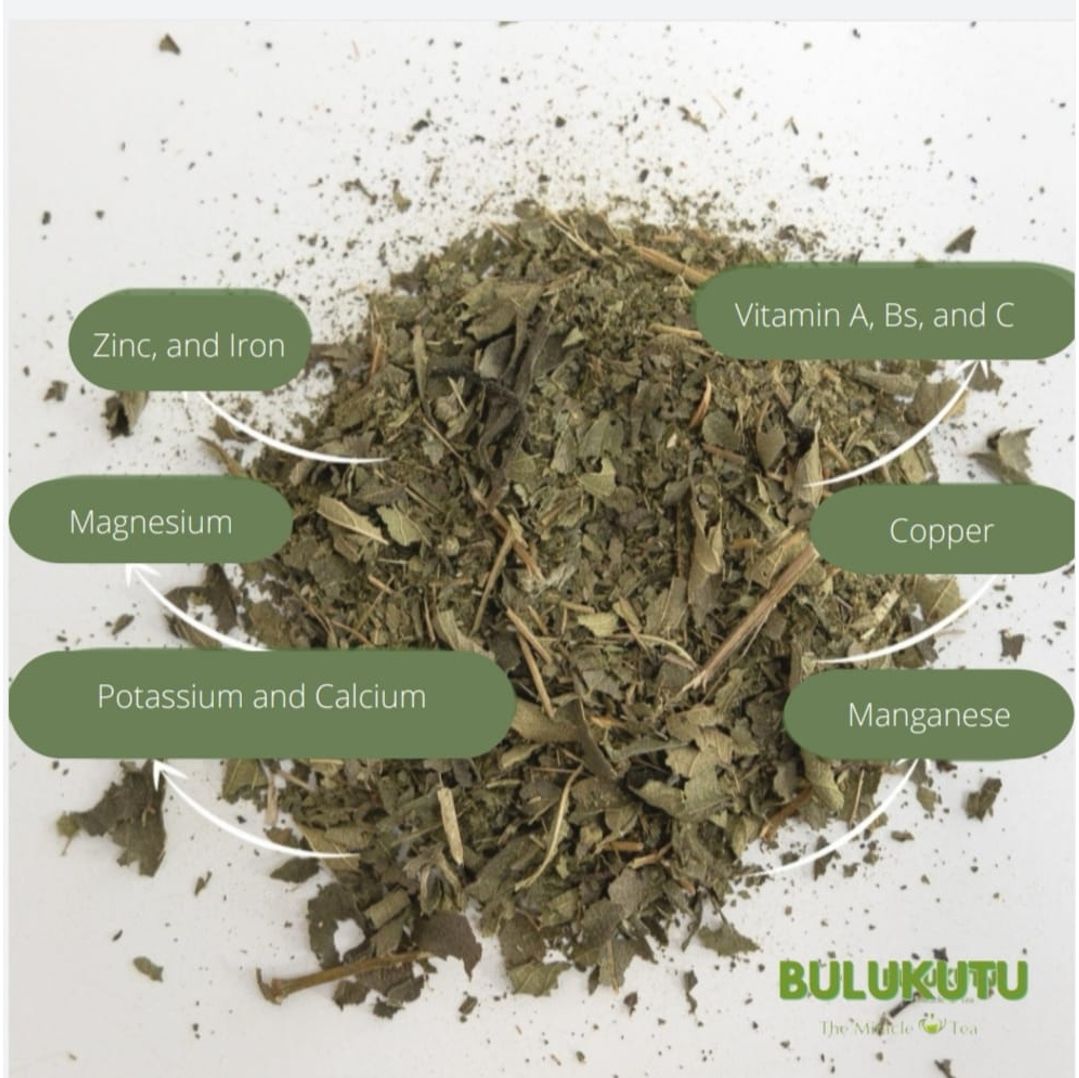 Vitamin A, Bs, and C
Zinc, and Iron
Magnesium
Copper
Potassium and Calcium
Manganese
BULUKUTU
The Miracle Tea